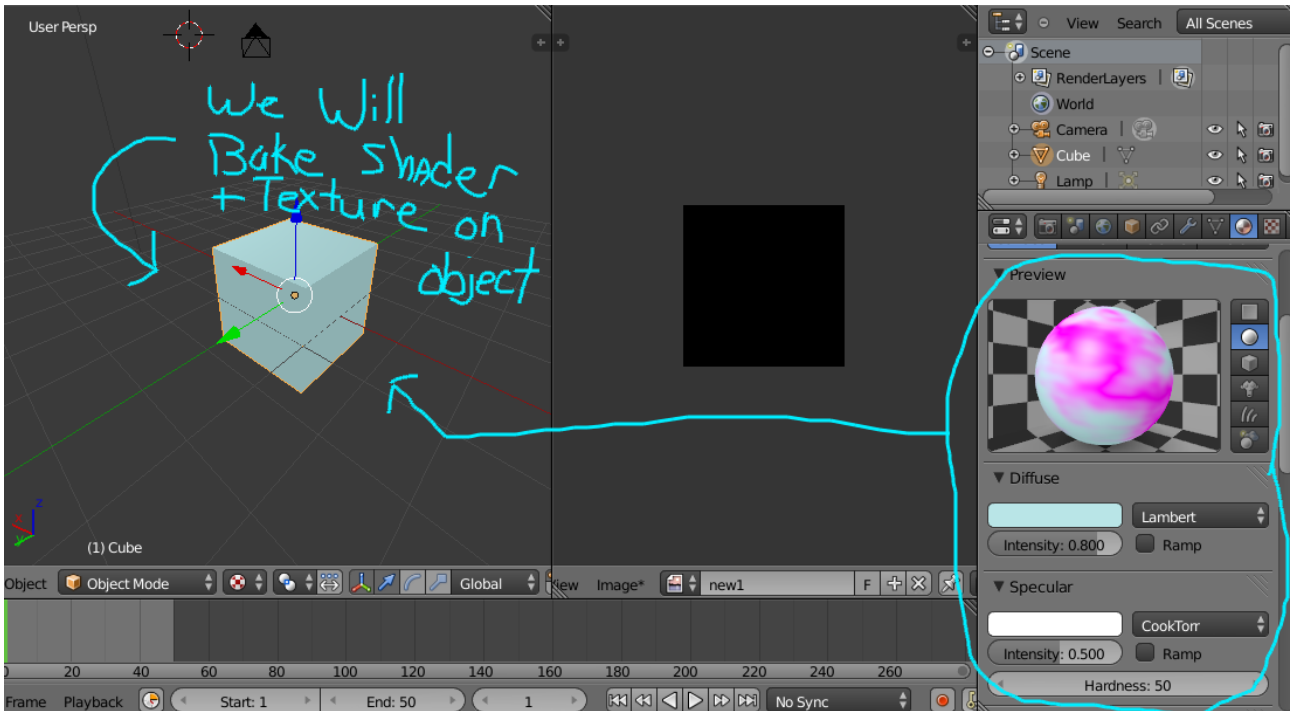 User Persp
We Will
Bake Shader
+ Texture on
object
(1) Cube
Object Object Mode Global
View Image* new1 F
0 20 40 60 80 100 120 140 160 180 200 220 240 260
Frame Playback Start: 1 End: 50 1 No Sync
View Search All Scenes
Scene
RenderLayers
World
Camera
Cube
Lamp
Preview
Diffuse
Lambert
Intensity: 0.800 Ramp
Specular
CookTorr
Intensity: 0.500 Ramp
Hardness: 50
x
y
z